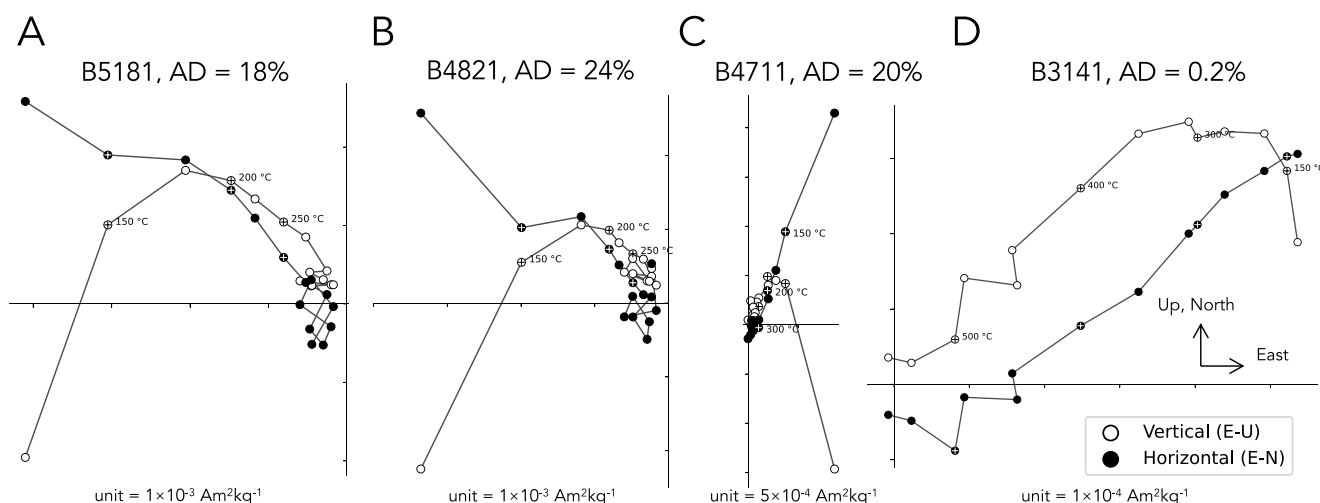 A
B
C
D
B5181, AD = 18%
B4821, AD = 24%
B4711, AD = 20%
B3141, AD = 0.2%
150 °C
200 °C
250 °C
150 °C
200 °C
250 °C
150 °C
200 °C
300 °C
150 °C
300 °C
400 °C
500 °C
Up, North
East
Vertical (E-U)
Horizontal (E-N)
unit = 1×10⁻³ Am²kg⁻¹
unit = 1×10⁻³ Am²kg⁻¹
unit = 5×10⁻⁴ Am²kg⁻¹
unit = 1×10⁻⁴ Am²kg⁻¹